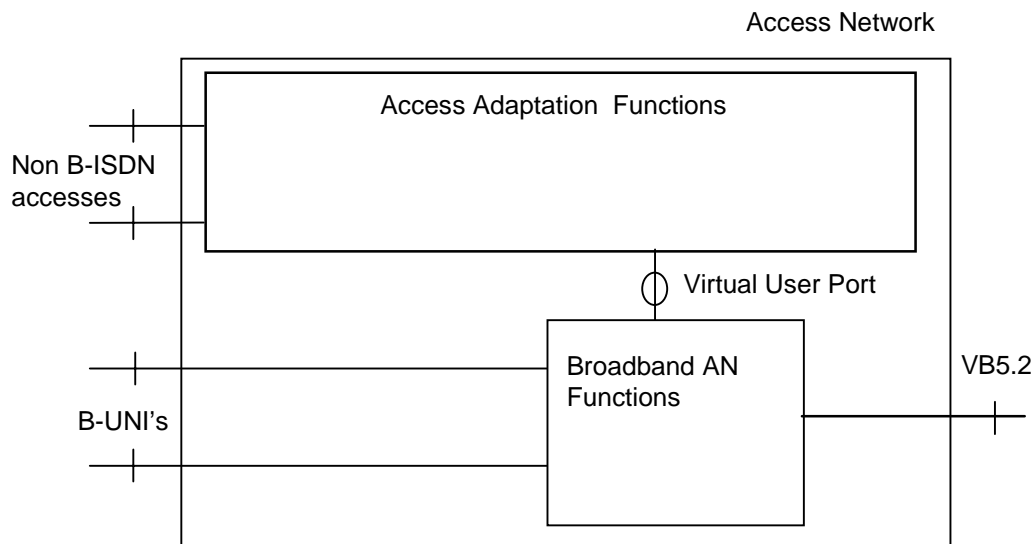 Access Network
Access Adaptation Functions
Non B-ISDN
accesses
Virtual User Port
Broadband AN
Functions
VB5.2
B-UNI's